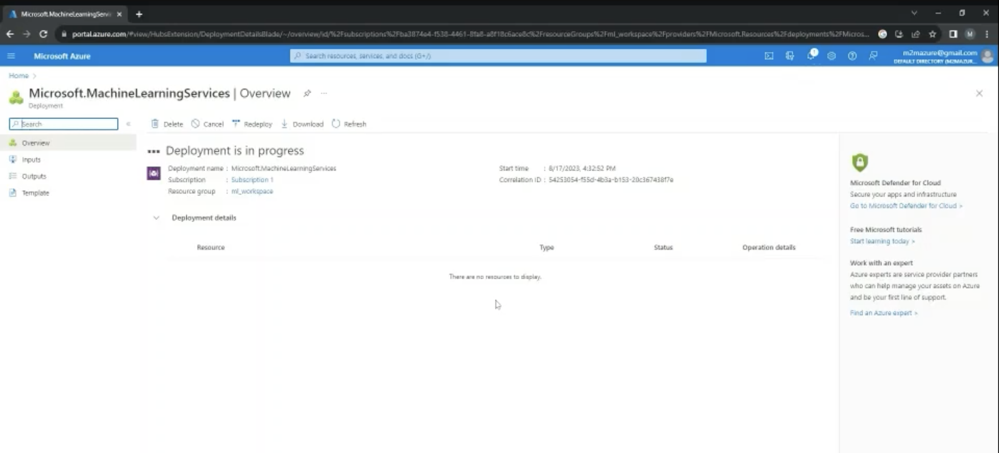 Microsoft.MachineLearningServi
portal.azure.com/#view/HubsExtension/DeploymentDetailsBlade/~/overview/id/%2Fsubscriptions%2Fba3874e4-f538-4461-8fa8-a8f18c6ace8c%2FresourceGroups%2Fml_workspace%2Fproviders%2FMicrosoft.Resources%2Fdeployments%2FMicros...
M
Microsoft Azure
Search resources, services, and docs (G+/)
1
m2mazure@gmail.com
DEFAULT DIRECTORY (M2MAZUR...
Home >
Microsoft.MachineLearningServices | Overview
Deployment
Search
«
Delete
Cancel
Redeploy
Download
Refresh
Overview
Inputs
Outputs
Template
Deployment is in progress
Deployment name : Microsoft.MachineLearningServices
Subscription : Subscription 1
Resource group : ml_workspace
Start time : 8/17/2023, 4:32:52 PM
Correlation ID : 54253054-f55d-4b3a-b153-20c367438f7e
Deployment details
Resource Type Status Operation details
There are no resources to display.
Microsoft Defender for Cloud
Secure your apps and infrastructure
Go to Microsoft Defender for Cloud >
Free Microsoft tutorials
Start learning today >
Work with an expert
Azure experts are service provider partners
who can help manage your assets on Azure
and be your first line of support.
Find an Azure expert >